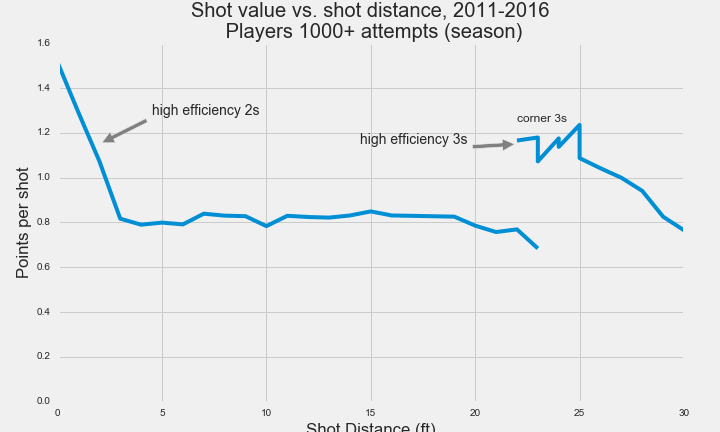 Shot value vs. shot distance, 2011-2016
Players 1000+ attempts (season)
1.6
1.4
1.2
1.0
0.8
0.6
0.4
0.2
0.0
Points per shot
high efficiency 2s
high efficiency 3s
corner 3s
0 5 10 15 20 25 30
Shot Distance (ft)